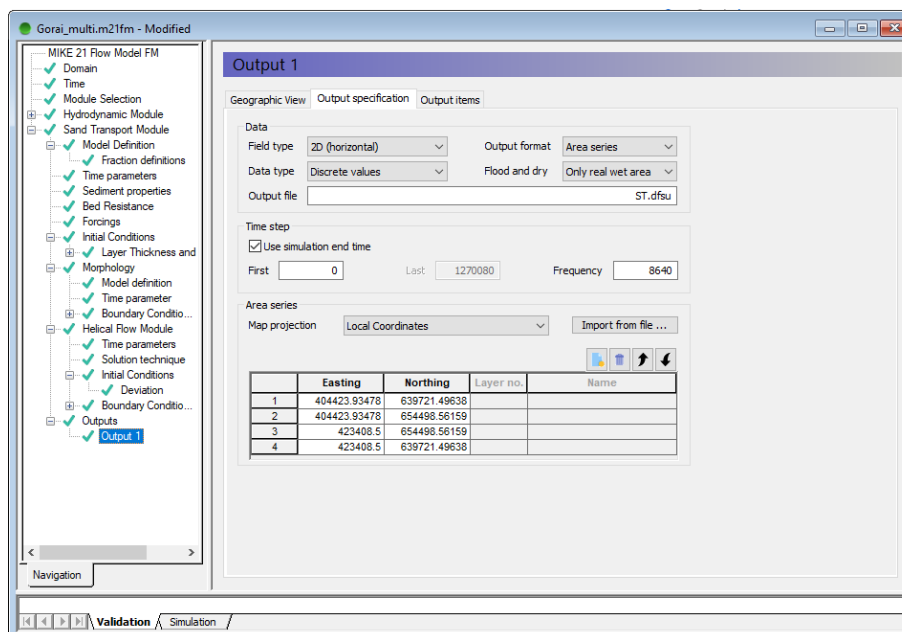 Gorai_multi.m21fm - Modified
MIKE 21 Flow Model FM
Domain
Time
Module Selection
Hydrodynamic Module
Sand Transport Module
Model Definition
Fraction definitions
Time parameters
Sediment properties
Bed Resistance
Forcings
Initial Conditions
Layer Thickness and
Morphology
Model definition
Time parameter
Boundary Conditio...
Helical Flow Module
Time parameters
Solution technique
Initial Conditions
Deviation
Boundary Conditio...
Outputs
Output 1
Navigation
Output 1
Geographic View Output specification Output items
Data
Field type 2D (horizontal) Output format Area series
Data type Discrete values Flood and dry Only real wet area
Output file ST.dfsu
Time step
Use simulation end time
First 0 Last 1270080 Frequency 8640
Area series
Map projection Local Coordinates Import from file ...
Easting Northing Layer no. Name
1 404423.93478 639721.49638
2 404423.93478 654498.56159
3 423408.5 654498.56159
4 423408.5 639721.49638
Validation Simulation